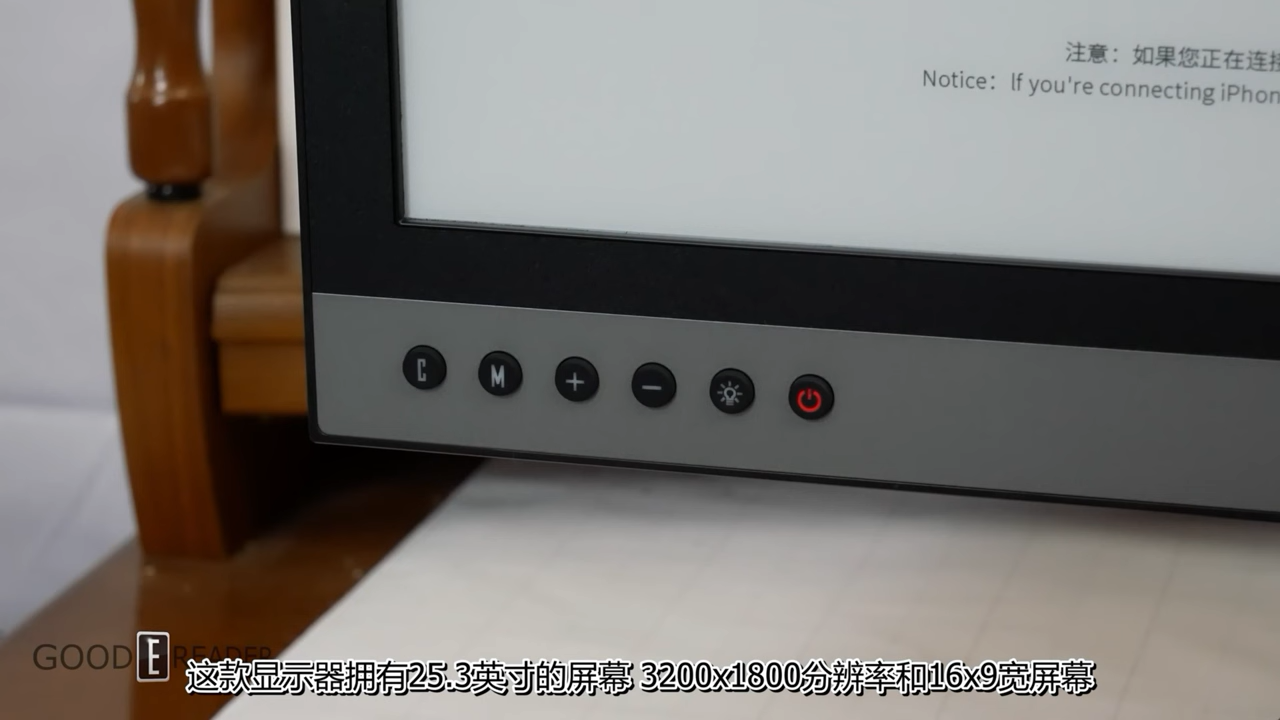 注意：如果您正在连接
Notice：If you're connecting iPhon
C M + −
GOOD E READER
这款显示器拥有25.3英寸的屏幕 3200x1800分辨率和16x9宽屏幕